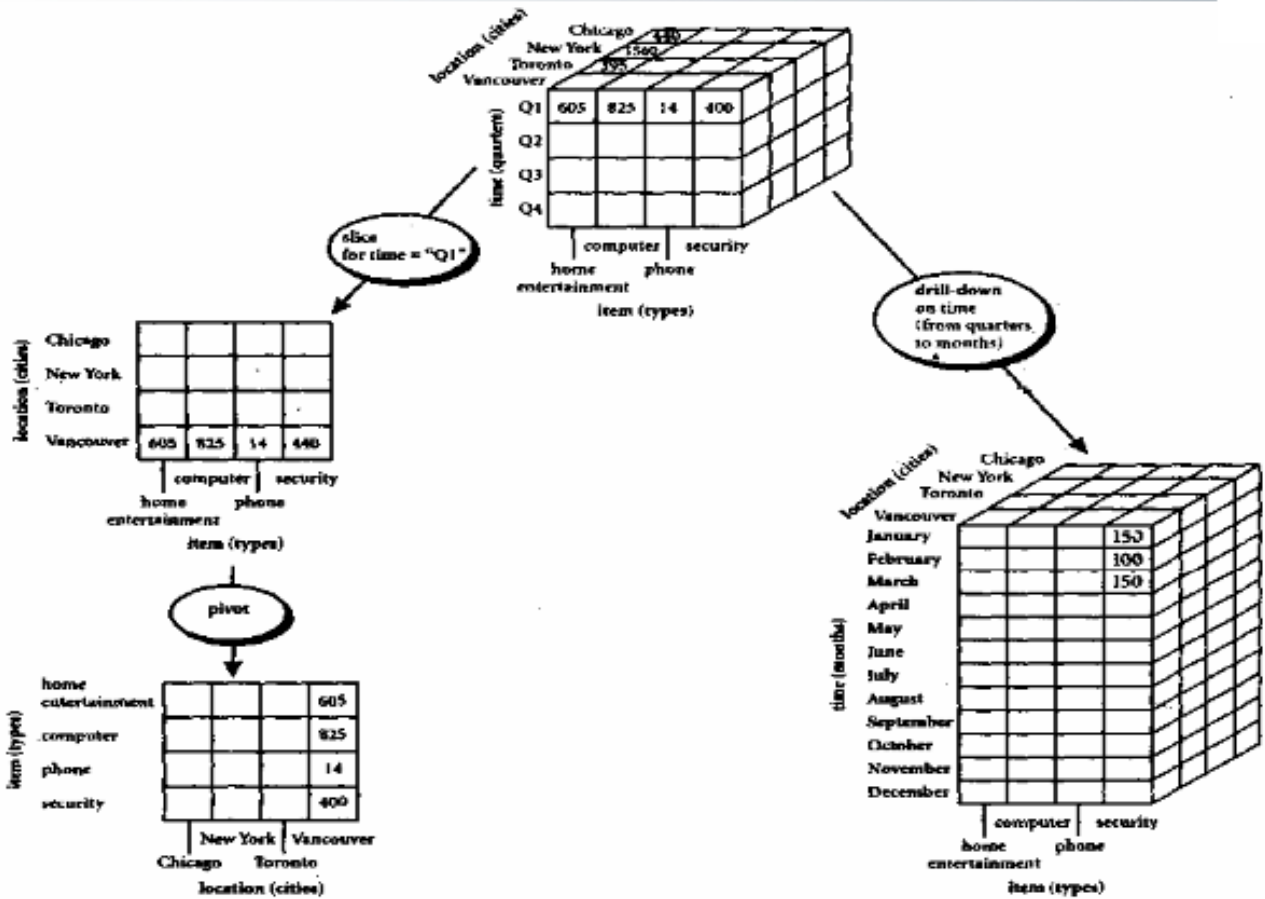 location (cities)
Chicago
New York
Toronto
Vancouver
440
1560
395
time (quarters)
Q1 605 825 14 400
Q2
Q3
Q4
computer security
home entertainment
phone
item (types)
slice
for time = "Q1"
drill-down
on time
(from quarters
to months)
location (cities)
Chicago
New York
Toronto
Vancouver 605 825 14 440
computer security
home entertainment
phone
item (types)
pivot
item (types)
home
entertainment 605
computer 825
phone 14
security 400
New York Vancouver
Chicago Toronto
location (cities)
location (cities)
Chicago
New York
Toronto
Vancouver
time (months)
January 150
February 100
March 150
April
May
June
July
August
September
October
November
December
computer security
home entertainment
phone
item (types)